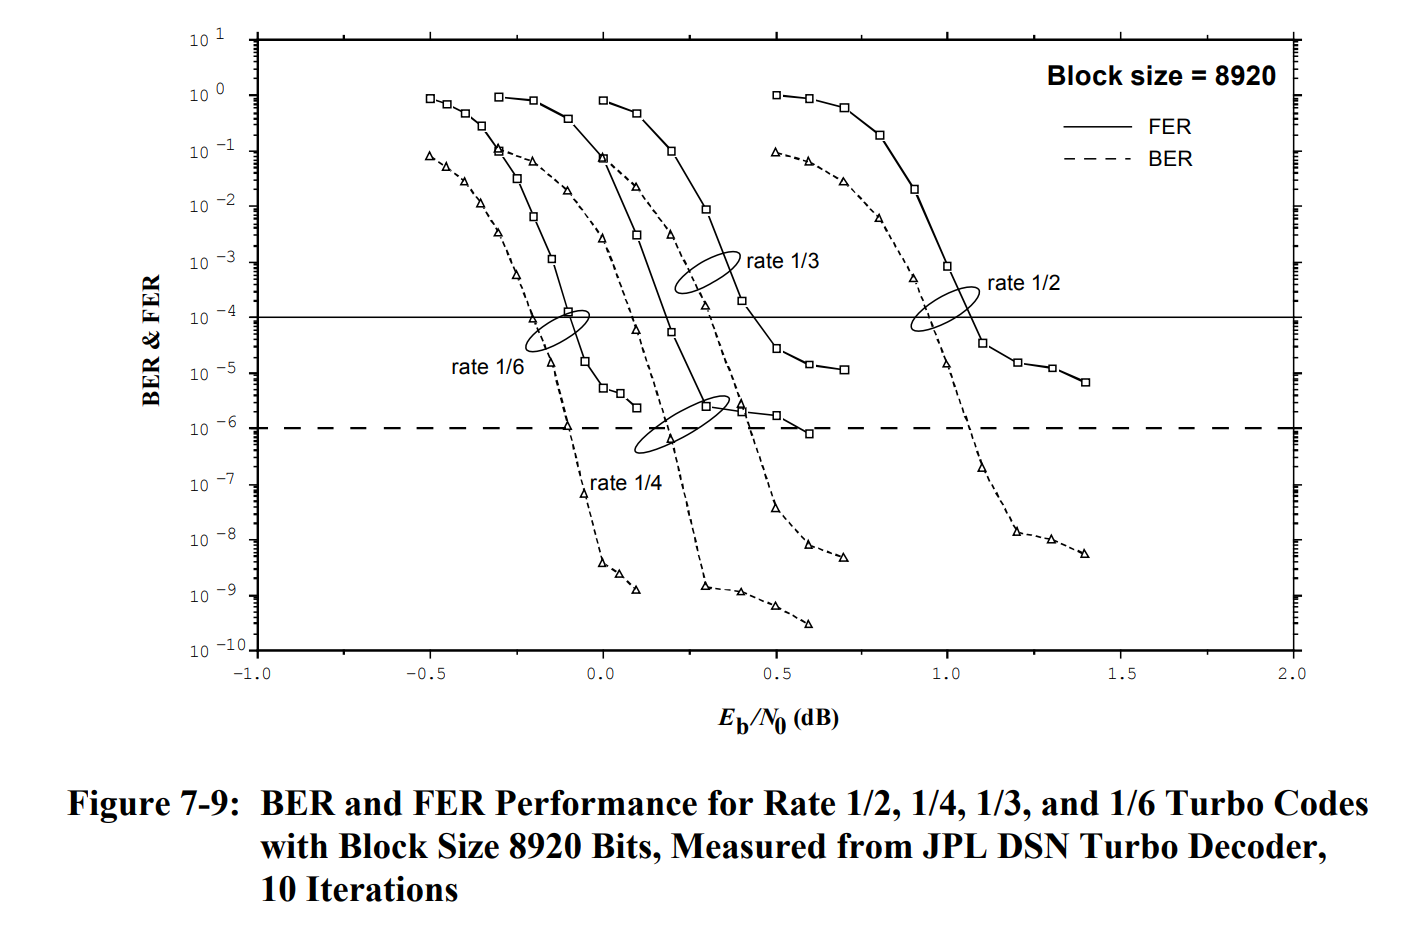 10 1
10 0
10 -1
10 -2
10 -3
10 -4
10 -5
10 -6
10 -7
10 -8
10 -9
10 -10
BER & FER
Block size = 8920
FER
BER
rate 1/3
rate 1/2
rate 1/6
rate 1/4
-1.0 -0.5 0.0 0.5 1.0 1.5 2.0
Eb/N0 (dB)
Figure 7-9: BER and FER Performance for Rate 1/2, 1/4, 1/3, and 1/6 Turbo Codes
with Block Size 8920 Bits, Measured from JPL DSN Turbo Decoder,
10 Iterations